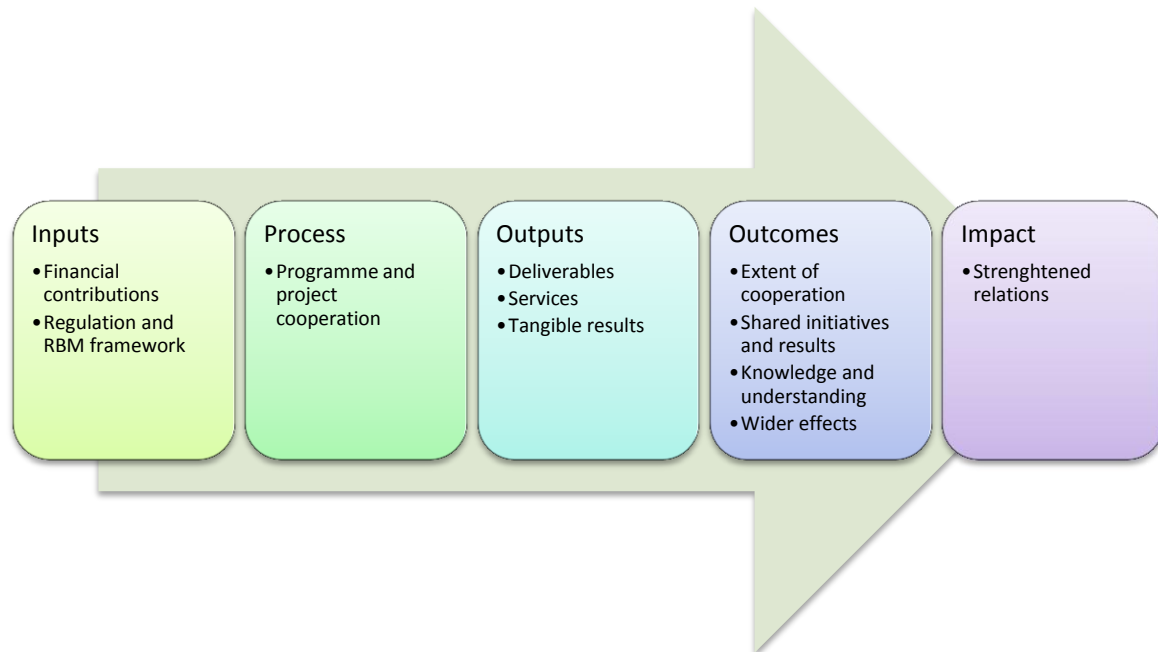 Inputs
•Financial
contributions
•Regulation and
RBM framework
Process
•Programme and
project
cooperation
Outputs
•Deliverables
•Services
•Tangible results
Outcomes
•Extent of
cooperation
•Shared initiatives
and results
•Knowledge and
understanding
•Wider effects
Impact
•Strenghtened
relations